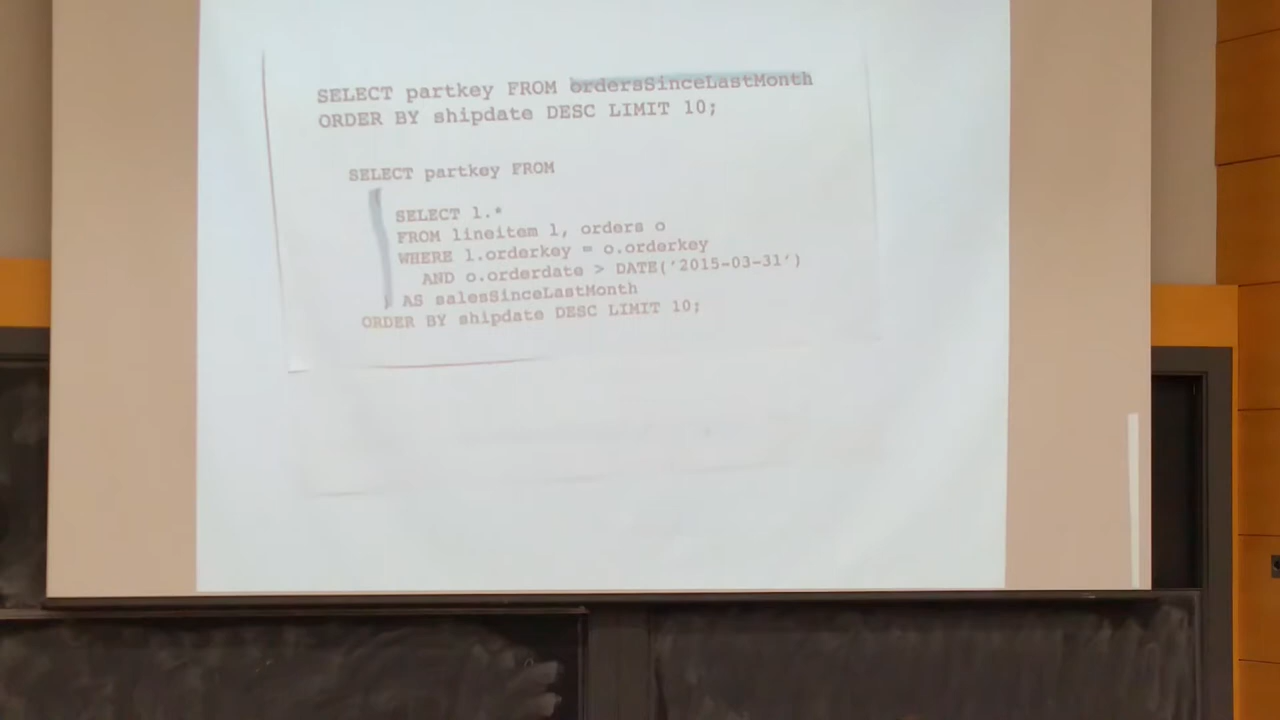 SELECT partkey FROM ordersSinceLastMonth
ORDER BY shipdate DESC LIMIT 10;
SELECT partkey FROM
SELECT l.*
FROM lineitem l, orders o
WHERE l.orderkey = o.orderkey
AND o.orderdate > DATE('2015-03-31')
AS salesSinceLastMonth
ORDER BY shipdate DESC LIMIT 10;